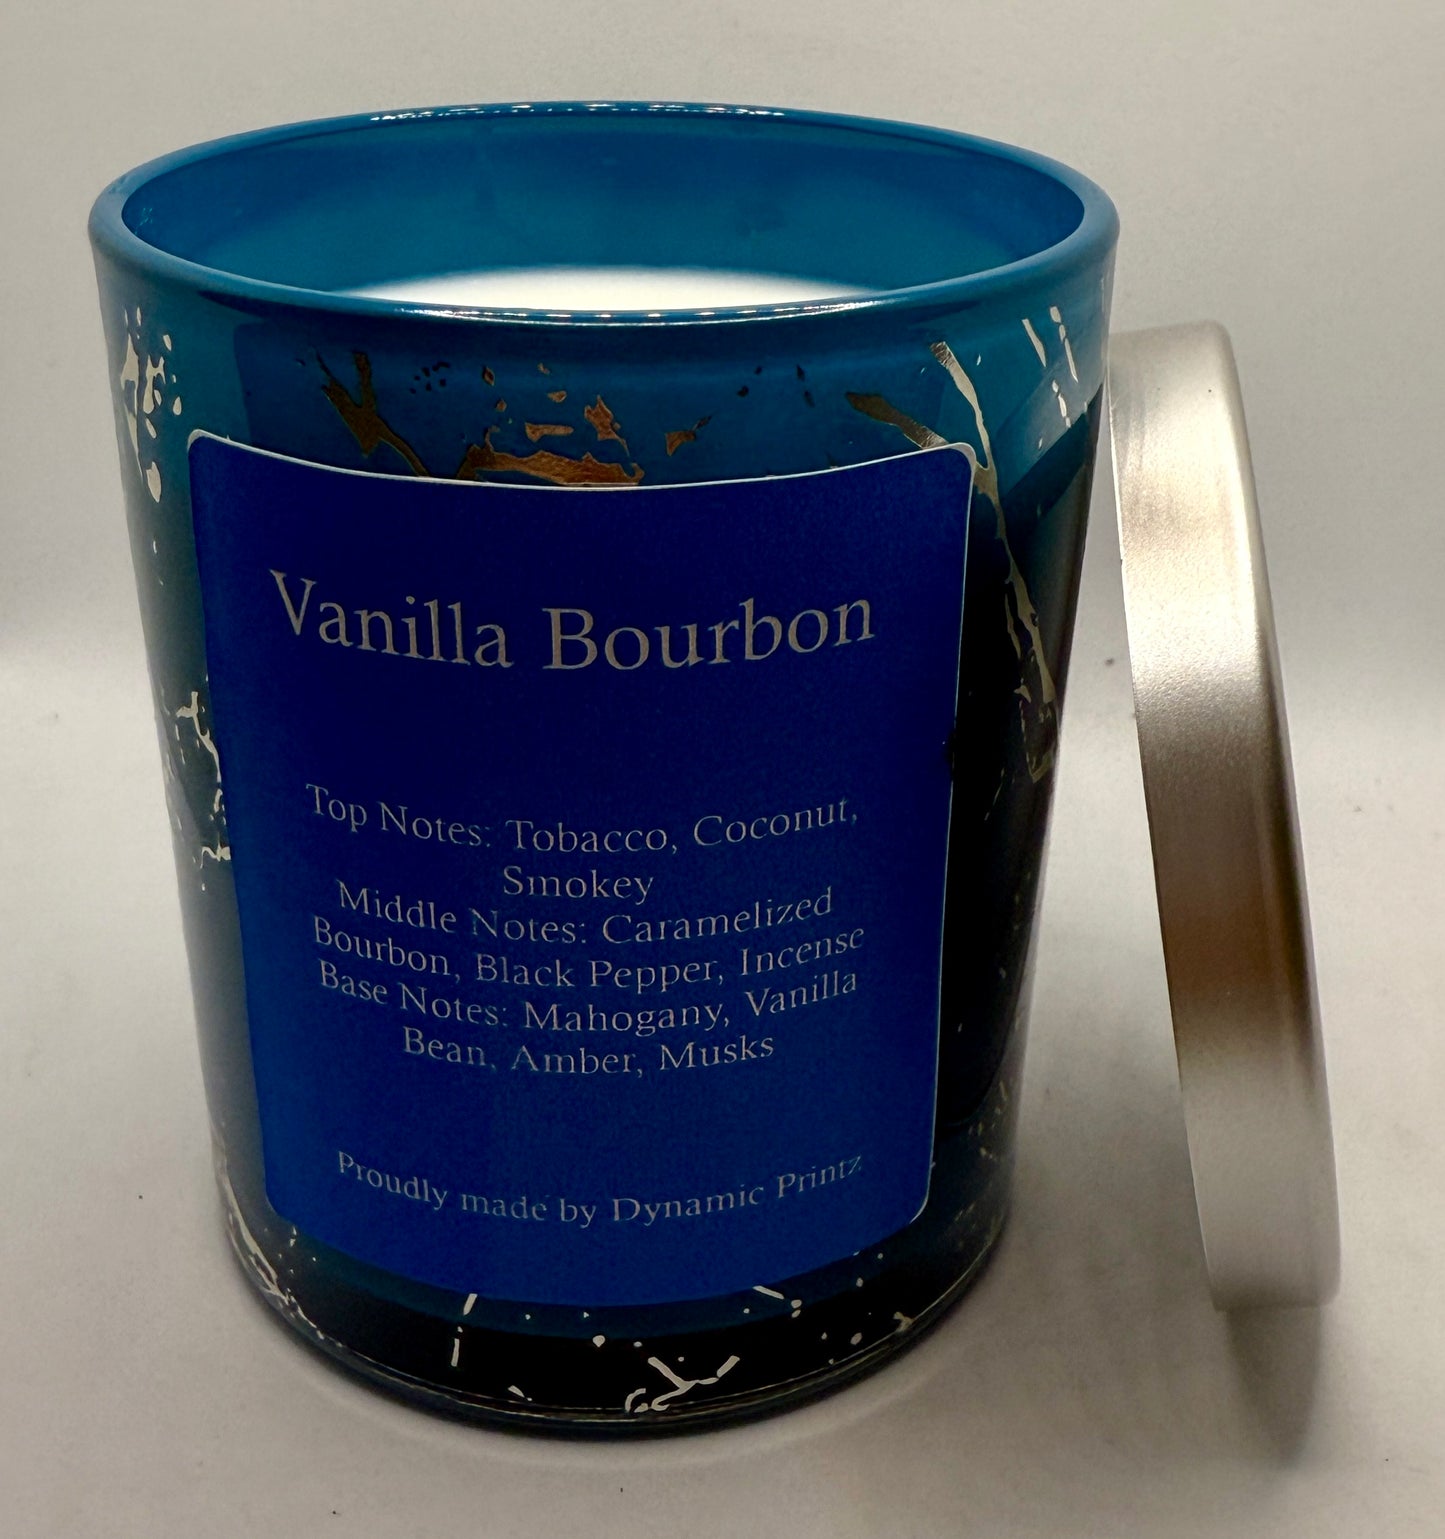 Vanilla Bourbon
Top Notes: Tobacco, Coconut,
Smokey
Middle Notes: Caramelized
Bourbon, Black Pepper, Incense
Base Notes: Mahogany, Vanilla
Bean, Amber, Musks
Proudly made by Dynamic Printz